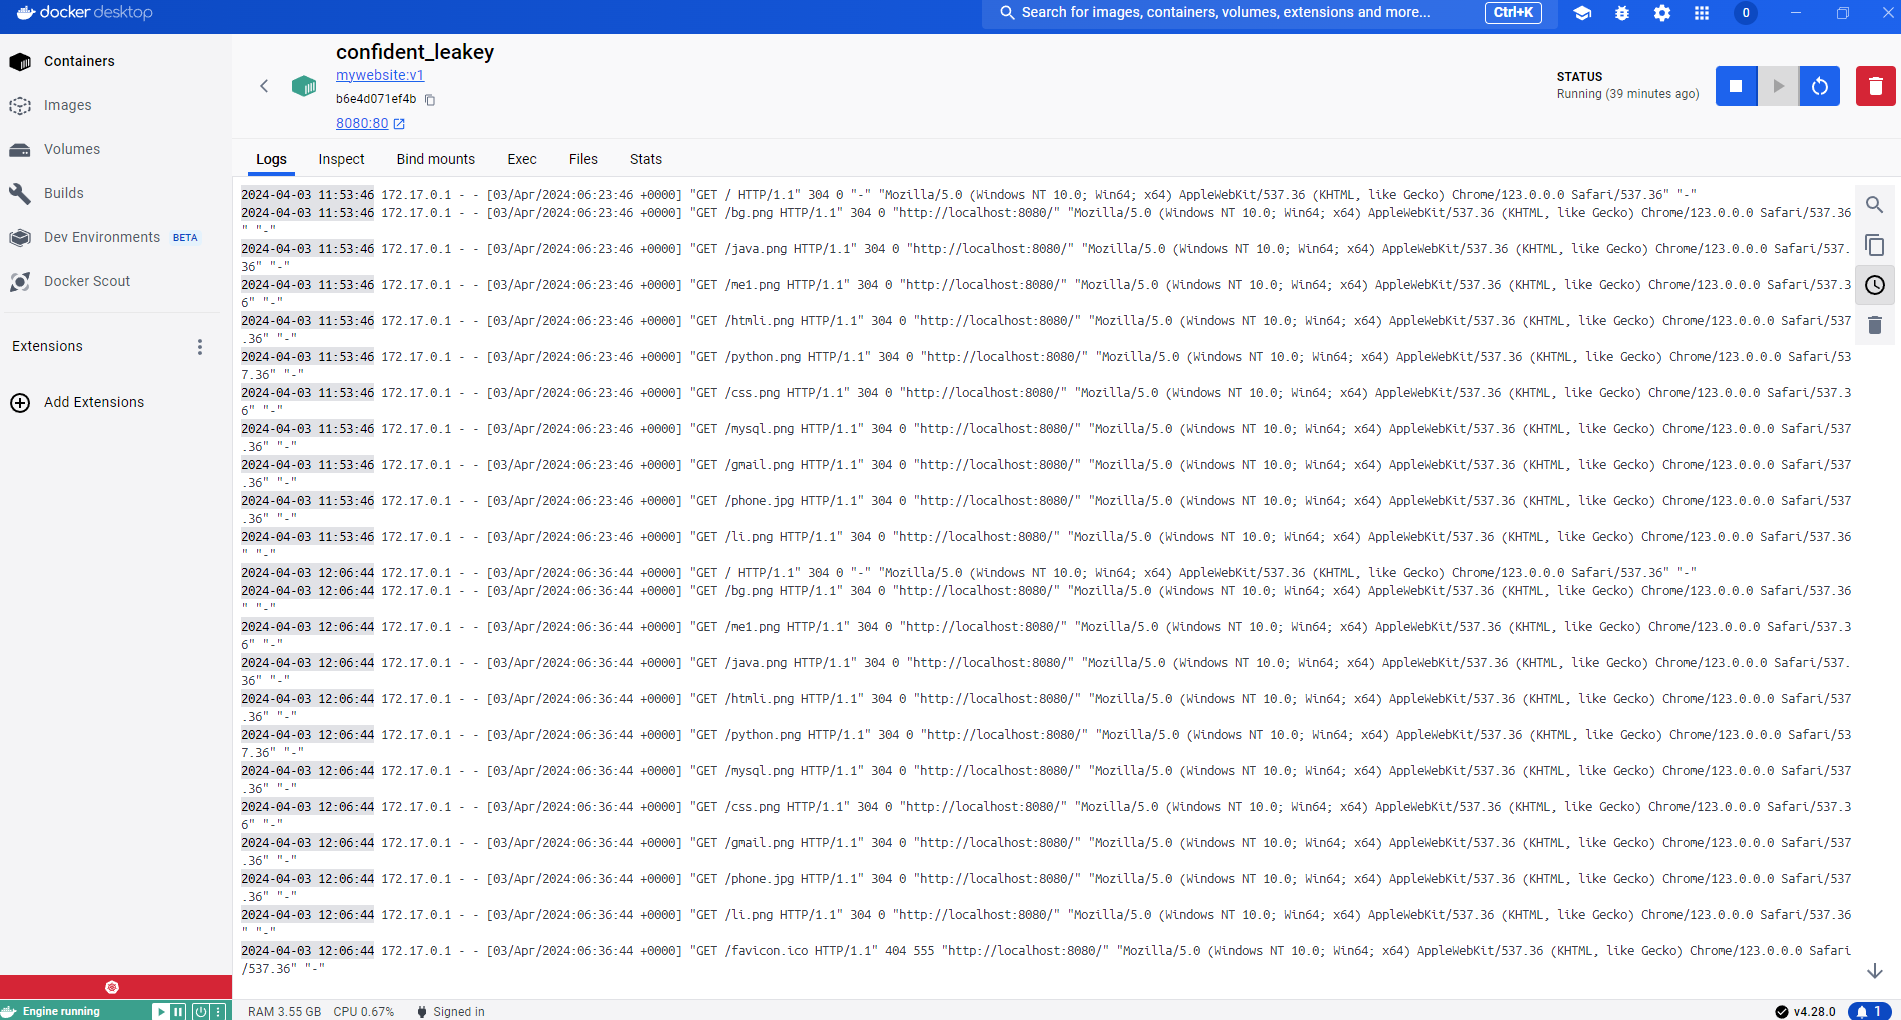 docker desktop
Search for images, containers, volumes, extensions and more...
Ctrl+K
0
Containers
Images
Volumes
Builds
Dev Environments BETA
Docker Scout
Extensions
Add Extensions
confident_leakey
mywebsite:v1
b6e4d071ef4b
8080:80
STATUS
Running (39 minutes ago)
Logs Inspect Bind mounts Exec Files Stats
2024-04-03 11:53:46 172.17.0.1 - - [03/Apr/2024:06:23:46 +0000] "GET / HTTP/1.1" 304 0 "-" "Mozilla/5.0 (Windows NT 10.0; Win64; x64) AppleWebKit/537.36 (KHTML, like Gecko) Chrome/123.0.0.0 Safari/537.36" "-"
2024-04-03 11:53:46 172.17.0.1 - - [03/Apr/2024:06:23:46 +0000] "GET /bg.png HTTP/1.1" 304 0 "http://localhost:8080/" "Mozilla/5.0 (Windows NT 10.0; Win64; x64) AppleWebKit/537.36 (KHTML, like Gecko) Chrome/123.0.0.0 Safari/537.36
" "-"
2024-04-03 11:53:46 172.17.0.1 - - [03/Apr/2024:06:23:46 +0000] "GET /java.png HTTP/1.1" 304 0 "http://localhost:8080/" "Mozilla/5.0 (Windows NT 10.0; Win64; x64) AppleWebKit/537.36 (KHTML, like Gecko) Chrome/123.0.0.0 Safari/537.
36" "-"
2024-04-03 11:53:46 172.17.0.1 - - [03/Apr/2024:06:23:46 +0000] "GET /me1.png HTTP/1.1" 304 0 "http://localhost:8080/" "Mozilla/5.0 (Windows NT 10.0; Win64; x64) AppleWebKit/537.36 (KHTML, like Gecko) Chrome/123.0.0.0 Safari/537.3
6" "-"
2024-04-03 11:53:46 172.17.0.1 - - [03/Apr/2024:06:23:46 +0000] "GET /htmli.png HTTP/1.1" 304 0 "http://localhost:8080/" "Mozilla/5.0 (Windows NT 10.0; Win64; x64) AppleWebKit/537.36 (KHTML, like Gecko) Chrome/123.0.0.0 Safari/537
.36" "-"
2024-04-03 11:53:46 172.17.0.1 - - [03/Apr/2024:06:23:46 +0000] "GET /python.png HTTP/1.1" 304 0 "http://localhost:8080/" "Mozilla/5.0 (Windows NT 10.0; Win64; x64) AppleWebKit/537.36 (KHTML, like Gecko) Chrome/123.0.0.0 Safari/53
7.36" "-"
2024-04-03 11:53:46 172.17.0.1 - - [03/Apr/2024:06:23:46 +0000] "GET /css.png HTTP/1.1" 304 0 "http://localhost:8080/" "Mozilla/5.0 (Windows NT 10.0; Win64; x64) AppleWebKit/537.36 (KHTML, like Gecko) Chrome/123.0.0.0 Safari/537.3
6" "-"
2024-04-03 11:53:46 172.17.0.1 - - [03/Apr/2024:06:23:46 +0000] "GET /mysql.png HTTP/1.1" 304 0 "http://localhost:8080/" "Mozilla/5.0 (Windows NT 10.0; Win64; x64) AppleWebKit/537.36 (KHTML, like Gecko) Chrome/123.0.0.0 Safari/537
.36" "-"
2024-04-03 11:53:46 172.17.0.1 - - [03/Apr/2024:06:23:46 +0000] "GET /gmail.png HTTP/1.1" 304 0 "http://localhost:8080/" "Mozilla/5.0 (Windows NT 10.0; Win64; x64) AppleWebKit/537.36 (KHTML, like Gecko) Chrome/123.0.0.0 Safari/537
.36" "-"
2024-04-03 11:53:46 172.17.0.1 - - [03/Apr/2024:06:23:46 +0000] "GET /phone.jpg HTTP/1.1" 304 0 "http://localhost:8080/" "Mozilla/5.0 (Windows NT 10.0; Win64; x64) AppleWebKit/537.36 (KHTML, like Gecko) Chrome/123.0.0.0 Safari/537
.36" "-"
2024-04-03 11:53:46 172.17.0.1 - - [03/Apr/2024:06:23:46 +0000] "GET /li.png HTTP/1.1" 304 0 "http://localhost:8080/" "Mozilla/5.0 (Windows NT 10.0; Win64; x64) AppleWebKit/537.36 (KHTML, like Gecko) Chrome/123.0.0.0 Safari/537.36
" "-"
2024-04-03 12:06:44 172.17.0.1 - - [03/Apr/2024:06:36:44 +0000] "GET / HTTP/1.1" 304 0 "-" "Mozilla/5.0 (Windows NT 10.0; Win64; x64) AppleWebKit/537.36 (KHTML, like Gecko) Chrome/123.0.0.0 Safari/537.36" "-"
2024-04-03 12:06:44 172.17.0.1 - - [03/Apr/2024:06:36:44 +0000] "GET /bg.png HTTP/1.1" 304 0 "http://localhost:8080/" "Mozilla/5.0 (Windows NT 10.0; Win64; x64) AppleWebKit/537.36 (KHTML, like Gecko) Chrome/123.0.0.0 Safari/537.36
" "-"
2024-04-03 12:06:44 172.17.0.1 - - [03/Apr/2024:06:36:44 +0000] "GET /me1.png HTTP/1.1" 304 0 "http://localhost:8080/" "Mozilla/5.0 (Windows NT 10.0; Win64; x64) AppleWebKit/537.36 (KHTML, like Gecko) Chrome/123.0.0.0 Safari/537.3
6" "-"
2024-04-03 12:06:44 172.17.0.1 - - [03/Apr/2024:06:36:44 +0000] "GET /java.png HTTP/1.1" 304 0 "http://localhost:8080/" "Mozilla/5.0 (Windows NT 10.0; Win64; x64) AppleWebKit/537.36 (KHTML, like Gecko) Chrome/123.0.0.0 Safari/537.
36" "-"
2024-04-03 12:06:44 172.17.0.1 - - [03/Apr/2024:06:36:44 +0000] "GET /htmli.png HTTP/1.1" 304 0 "http://localhost:8080/" "Mozilla/5.0 (Windows NT 10.0; Win64; x64) AppleWebKit/537.36 (KHTML, like Gecko) Chrome/123.0.0.0 Safari/537
.36" "-"
2024-04-03 12:06:44 172.17.0.1 - - [03/Apr/2024:06:36:44 +0000] "GET /python.png HTTP/1.1" 304 0 "http://localhost:8080/" "Mozilla/5.0 (Windows NT 10.0; Win64; x64) AppleWebKit/537.36 (KHTML, like Gecko) Chrome/123.0.0.0 Safari/53
7.36" "-"
2024-04-03 12:06:44 172.17.0.1 - - [03/Apr/2024:06:36:44 +0000] "GET /mysql.png HTTP/1.1" 304 0 "http://localhost:8080/" "Mozilla/5.0 (Windows NT 10.0; Win64; x64) AppleWebKit/537.36 (KHTML, like Gecko) Chrome/123.0.0.0 Safari/537
.36" "-"
2024-04-03 12:06:44 172.17.0.1 - - [03/Apr/2024:06:36:44 +0000] "GET /css.png HTTP/1.1" 304 0 "http://localhost:8080/" "Mozilla/5.0 (Windows NT 10.0; Win64; x64) AppleWebKit/537.36 (KHTML, like Gecko) Chrome/123.0.0.0 Safari/537.3
6" "-"
2024-04-03 12:06:44 172.17.0.1 - - [03/Apr/2024:06:36:44 +0000] "GET /gmail.png HTTP/1.1" 304 0 "http://localhost:8080/" "Mozilla/5.0 (Windows NT 10.0; Win64; x64) AppleWebKit/537.36 (KHTML, like Gecko) Chrome/123.0.0.0 Safari/537
.36" "-"
2024-04-03 12:06:44 172.17.0.1 - - [03/Apr/2024:06:36:44 +0000] "GET /phone.jpg HTTP/1.1" 304 0 "http://localhost:8080/" "Mozilla/5.0 (Windows NT 10.0; Win64; x64) AppleWebKit/537.36 (KHTML, like Gecko) Chrome/123.0.0.0 Safari/537
.36" "-"
2024-04-03 12:06:44 172.17.0.1 - - [03/Apr/2024:06:36:44 +0000] "GET /li.png HTTP/1.1" 304 0 "http://localhost:8080/" "Mozilla/5.0 (Windows NT 10.0; Win64; x64) AppleWebKit/537.36 (KHTML, like Gecko) Chrome/123.0.0.0 Safari/537.36
" "-"
2024-04-03 12:06:44 172.17.0.1 - - [03/Apr/2024:06:36:44 +0000] "GET /favicon.ico HTTP/1.1" 404 555 "http://localhost:8080/" "Mozilla/5.0 (Windows NT 10.0; Win64; x64) AppleWebKit/537.36 (KHTML, like Gecko) Chrome/123.0.0.0 Safari
/537.36" "-"
Engine running
RAM 3.55 GB CPU 0.67% Signed in
v4.28.0
1